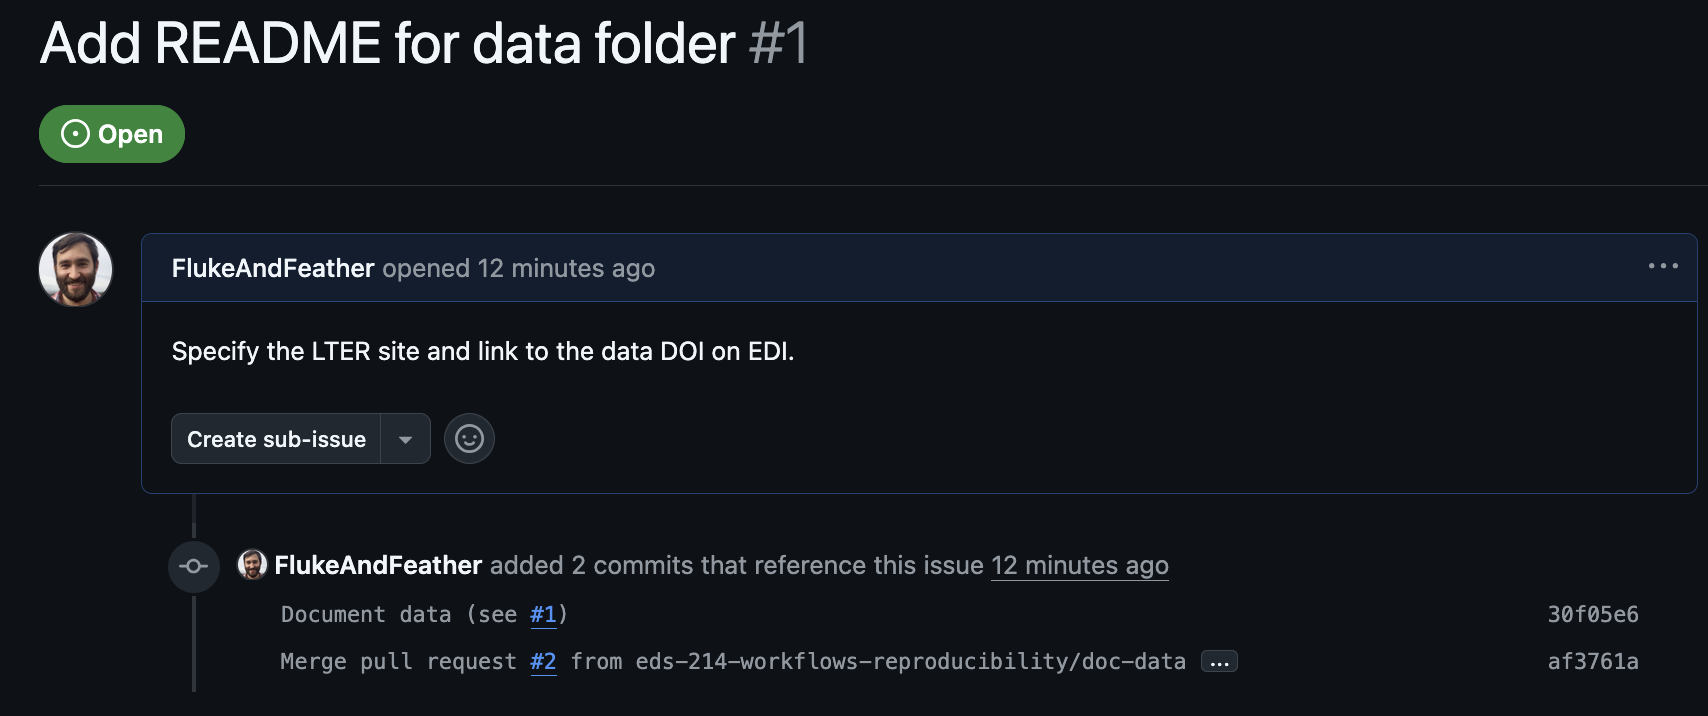 Add README for data folder #1
Open
FlukeAndFeather opened 12 minutes ago
Specify the LTER site and link to the data DOI on EDI.
Create sub-issue
FlukeAndFeather added 2 commits that reference this issue 12 minutes ago
Document data (see #1) 30f05e6
Merge pull request #2 from eds-214-workflows-reproducibility/doc-data ... af3761a